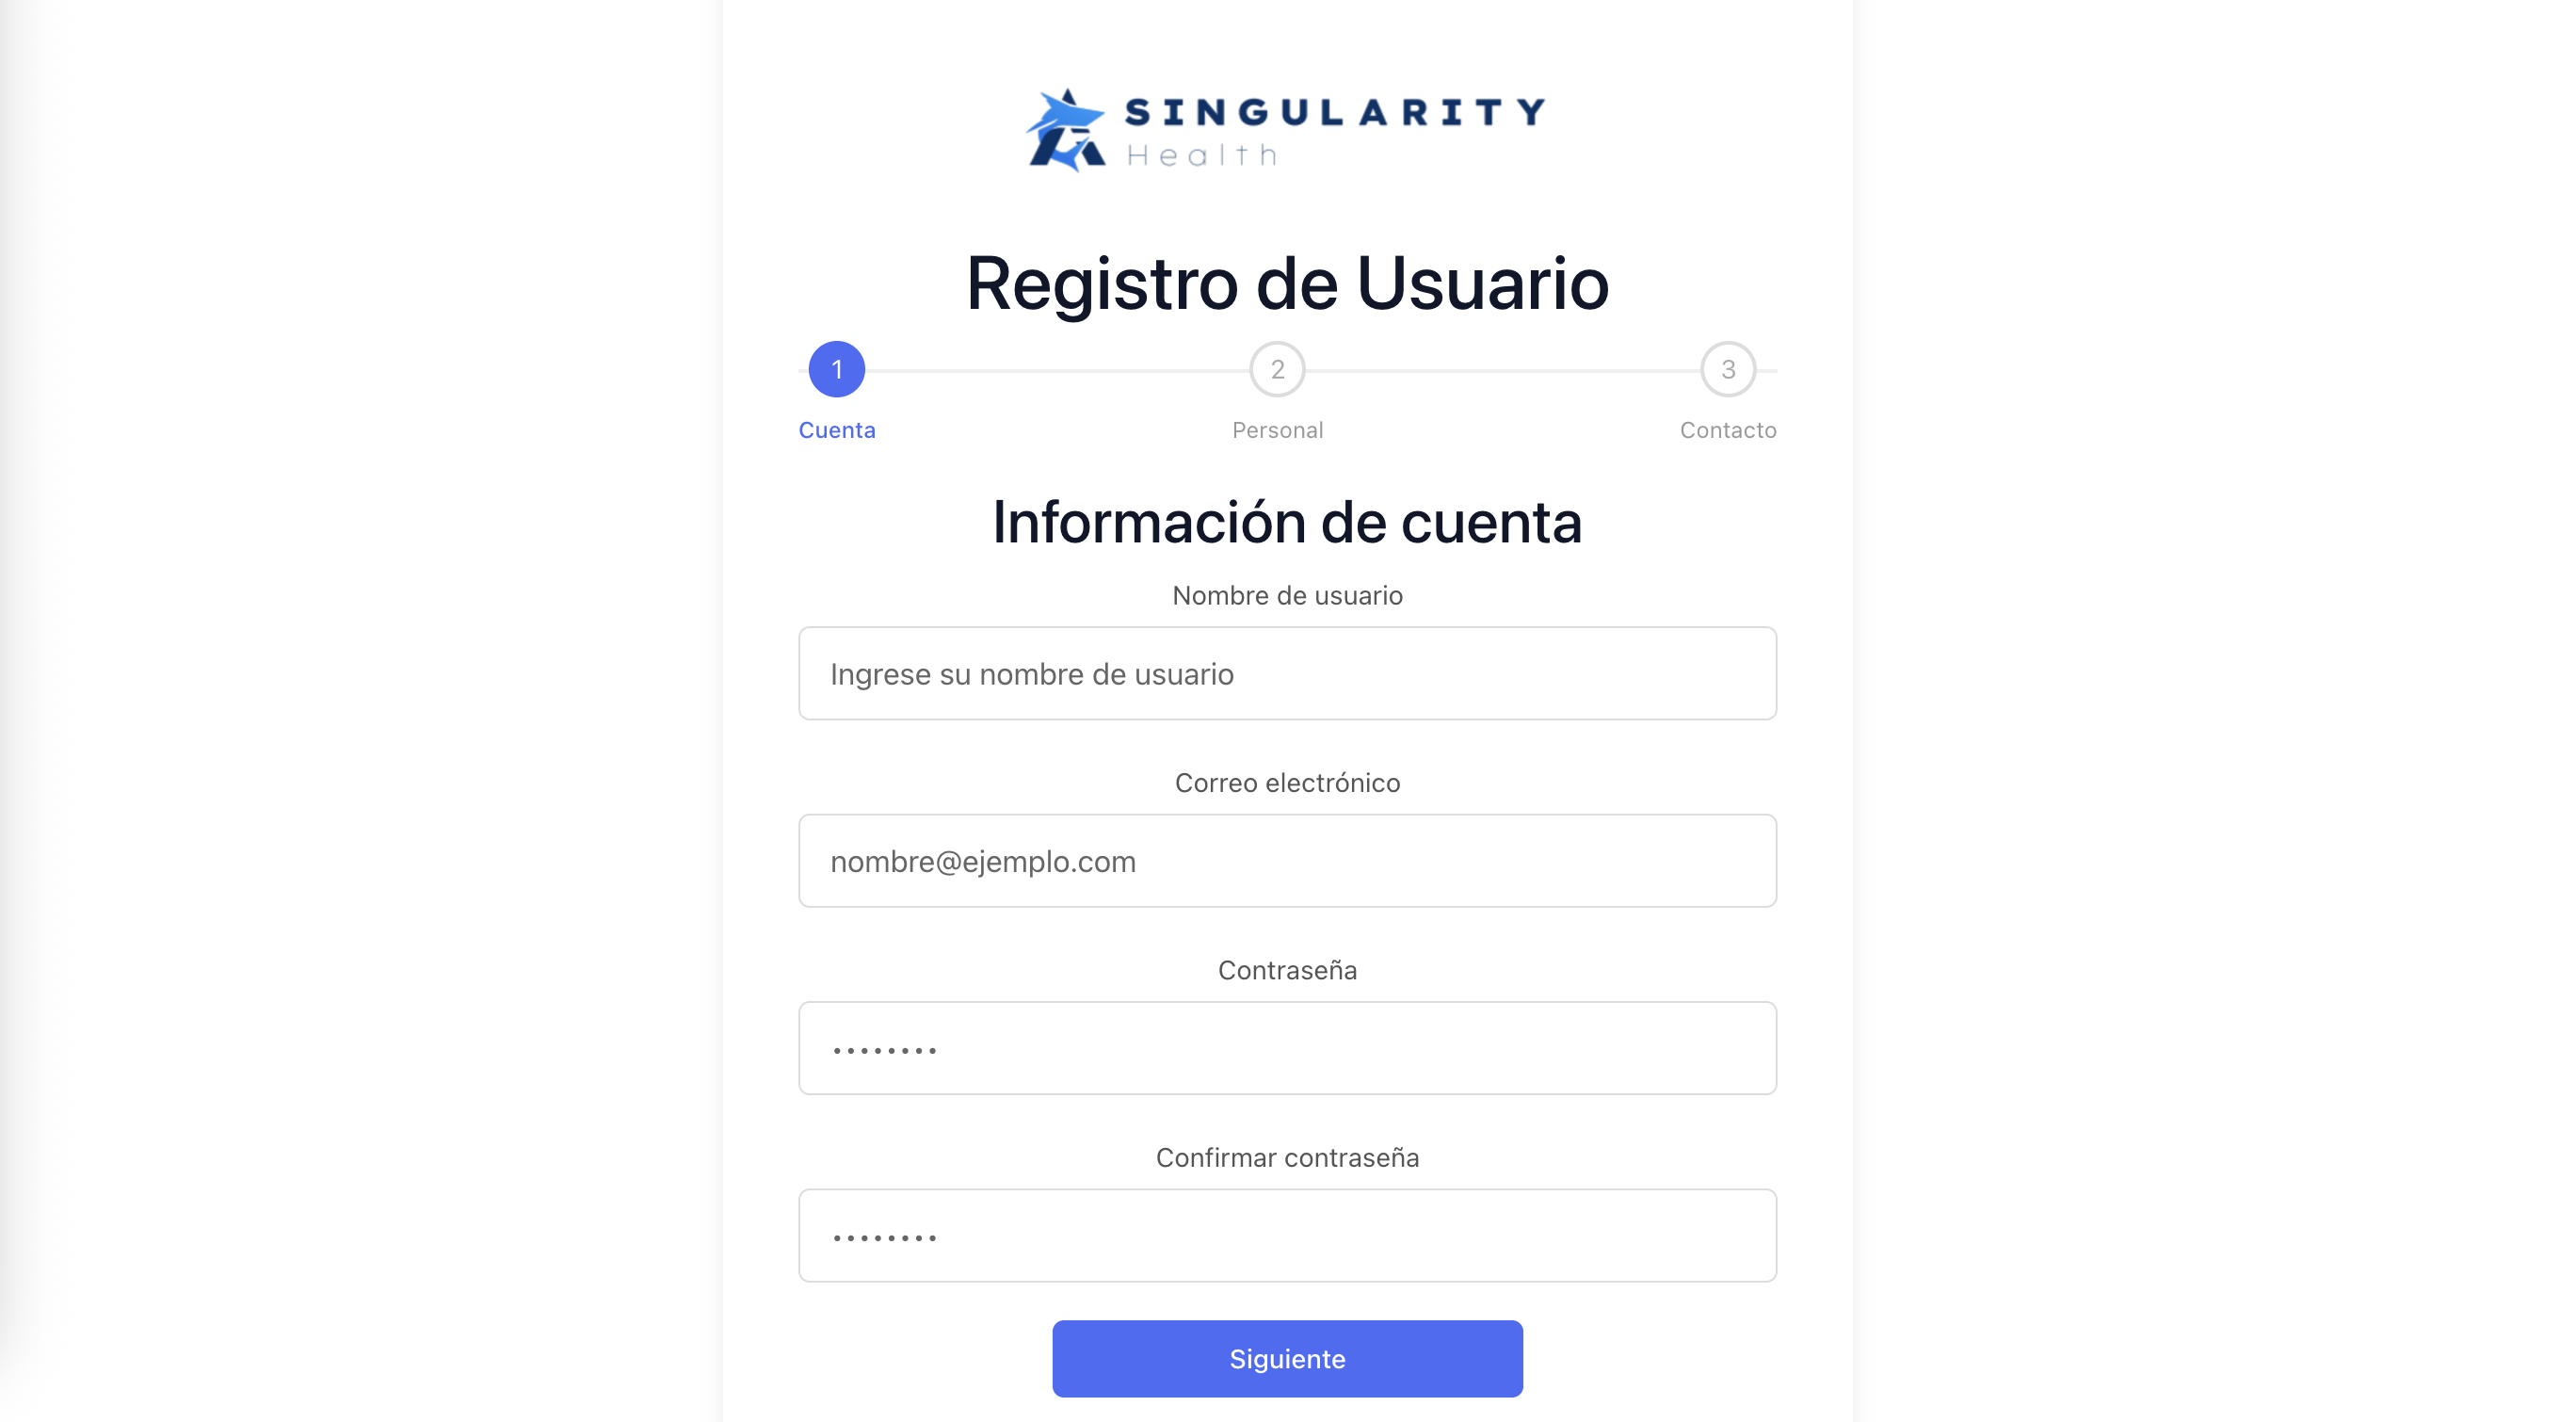 SINGULARITY
Health
Registro de Usuario
1 2 3
Cuenta Personal Contacto
Información de cuenta
Nombre de usuario
Ingrese su nombre de usuario
Correo electrónico
nombre@ejemplo.com
Contraseña
••••••••
Confirmar contraseña
••••••••
Siguiente